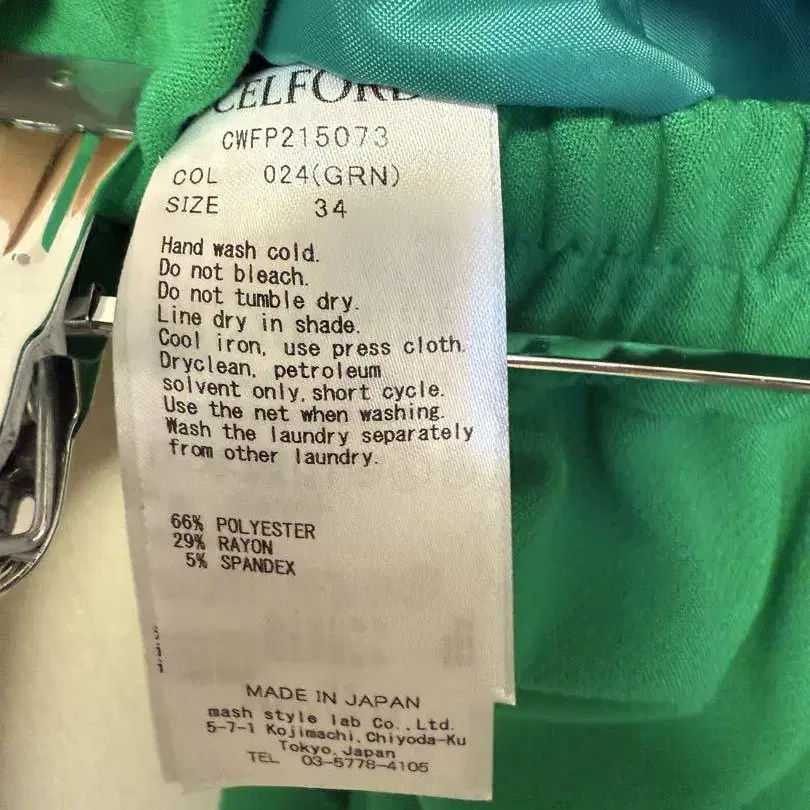 CELFORD
CWFP215073
COL 024(GRN)
SIZE 34
Hand wash cold.
Do not bleach.
Do not tumble dry.
Line dry in shade.
Cool iron, use press cloth.
Dryclean, petroleum
solvent only, short cycle.
Use the net when washing.
Wash the laundry separately
from other laundry.
66% POLYESTER
29% RAYON
5% SPANDEX
MADE IN JAPAN
mash style lab Co., Ltd.
5-7-1 Kojimachi, Chiyoda-Ku
Tokyo, Japan
TEL 03-5778-4105